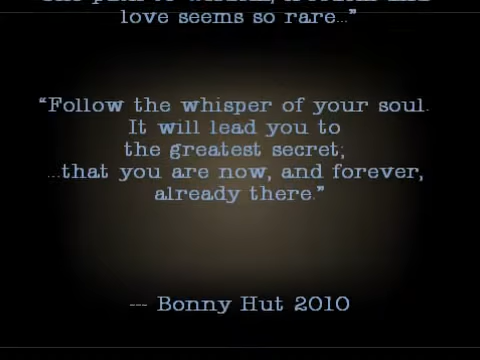 love seems so rare..."
"Follow the whisper of your soul.
It will lead you to
the greatest secret;
...that you are now, and forever,
already there."
--- Bonny Hut 2010